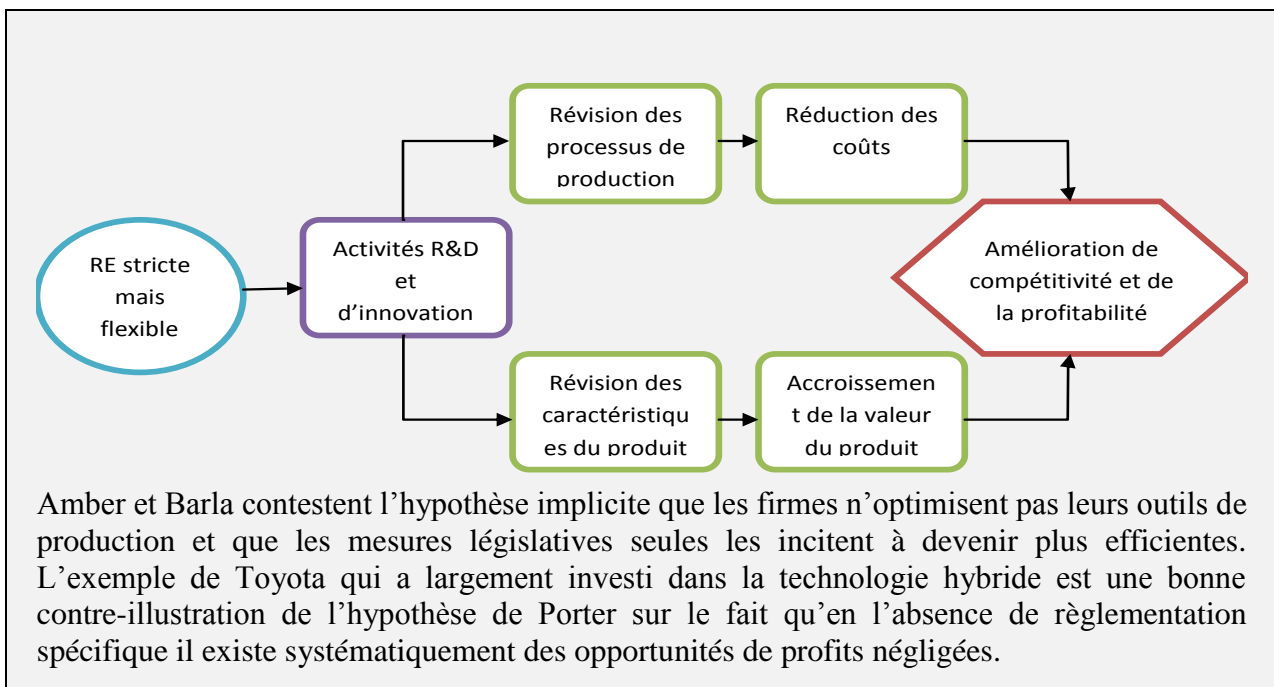 RE stricte
mais
flexible
Activités R&D
et
d’innovation
Révision des
processus de
production
Réduction des
coûts
Révision des
caractéristiqu
es du produit
Accroissemen
t de la valeur
du produit
Amélioration de
compétitivité et de
la profitabilité
Amber et Barla contestent l’hypothèse implicite que les firmes n’optimisent pas leurs outils de
production et que les mesures législatives seules les incitent à devenir plus efficientes.
L’exemple de Toyota qui a largement investi dans la technologie hybride est une bonne
contre-illustration de l’hypothèse de Porter sur le fait qu’en l’absence de règlementation
spécifique il existe systématiquement des opportunités de profits négligées.